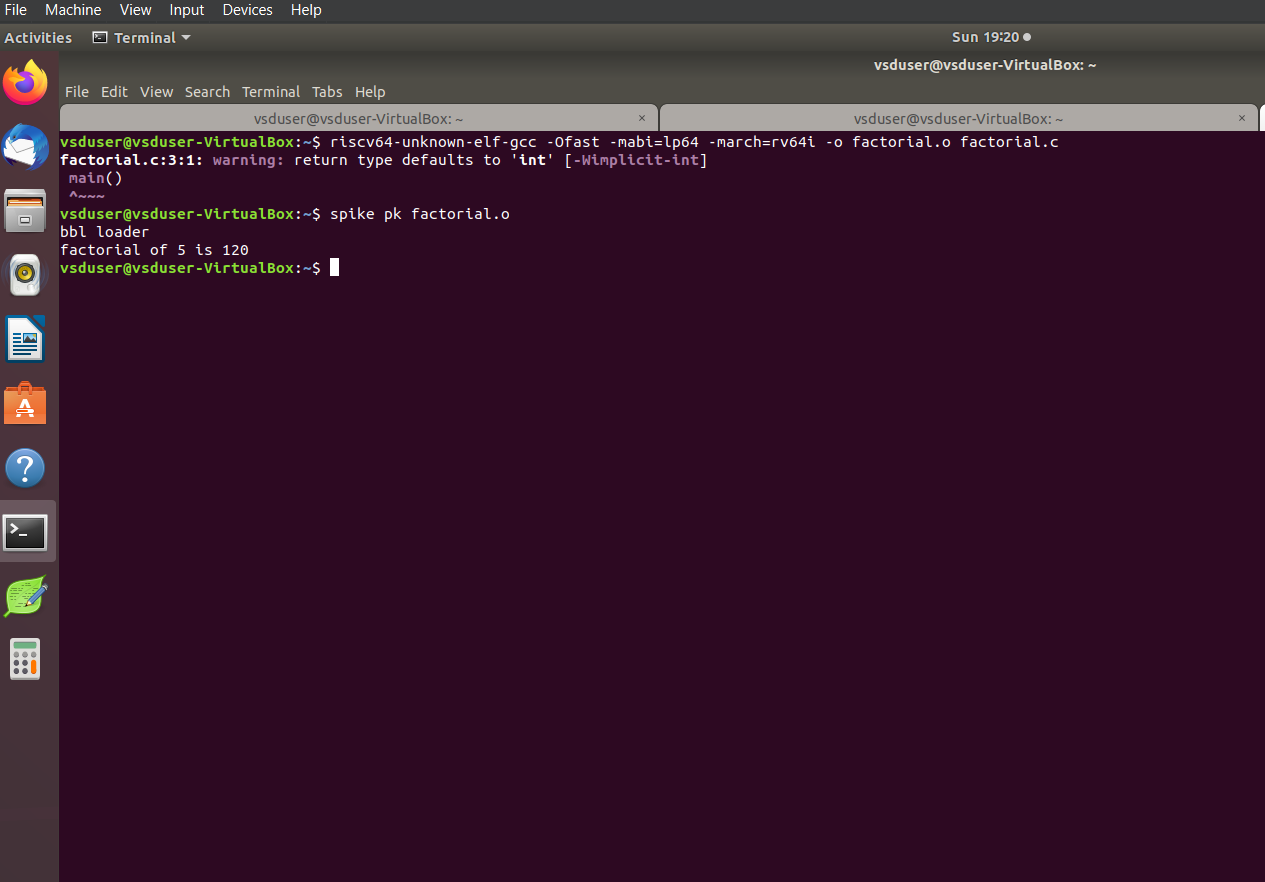 File Machine View Input Devices Help
Activities Terminal Sun 19:20
vsduser@vsduser-VirtualBox: ~
File Edit View Search Terminal Tabs Help
vsduser@vsduser-VirtualBox: ~ × vsduser@vsduser-VirtualBox: ~ ×
vsduser@vsduser-VirtualBox:~$ riscv64-unknown-elf-gcc -Ofast -mabi=lp64 -march=rv64i -o factorial.o factorial.c
factorial.c:3:1: warning: return type defaults to 'int' [-Wimplicit-int]
main()
^~~~
vsduser@vsduser-VirtualBox:~$ spike pk factorial.o
bbl loader
factorial of 5 is 120
vsduser@vsduser-VirtualBox:~$